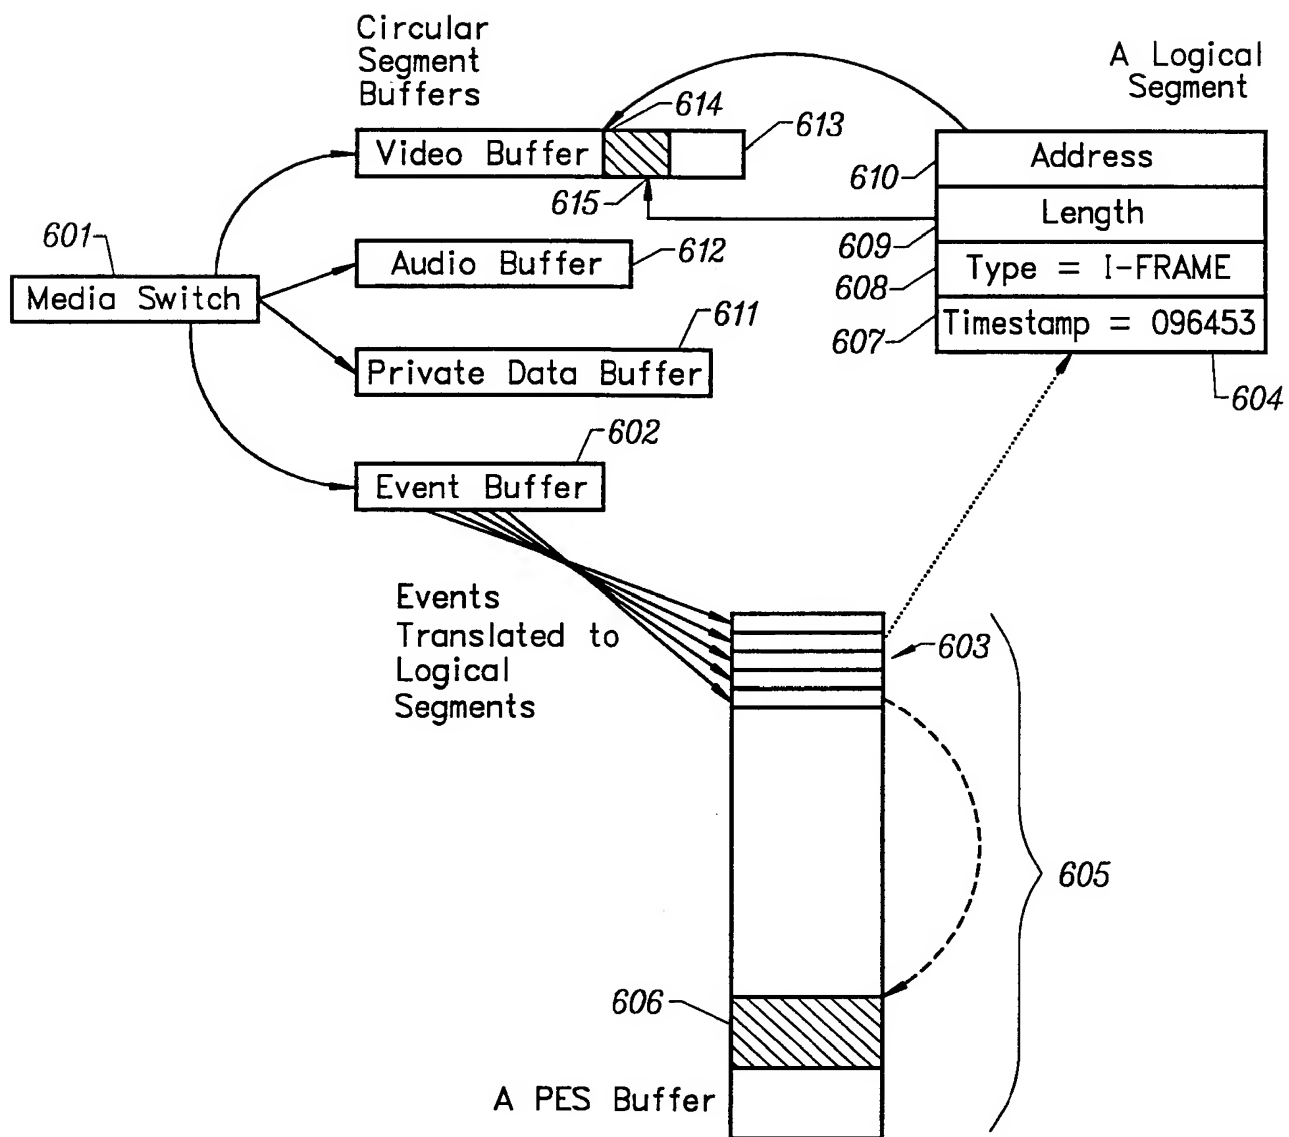 Circular
Segment
Buffers
A Logical
Segment
614
613
Video Buffer
615
610
Address
609
Length
608
Type = I-FRAME
607
Timestamp = 096453
604
601
Media Switch
Audio Buffer
612
611
Private Data Buffer
602
Event Buffer
Events
Translated to
Logical
Segments
603
605
606
A PES Buffer